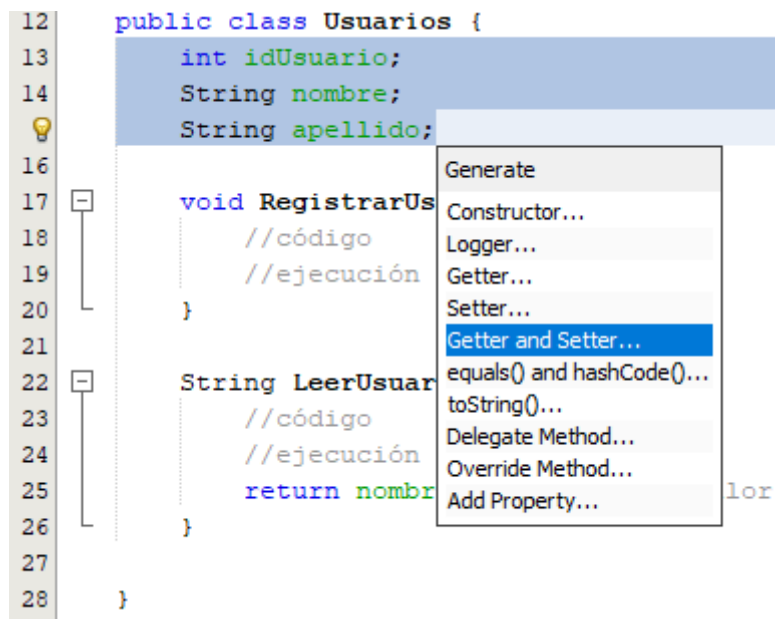 12 public class Usuarios {
13 int idUsuario;
14 String nombre;
String apellido;
16
17 void RegistrarUs
18 //código
19 //ejecución
20 }
21
22 String LeerUsuar
23 //código
24 //ejecución
25 return nombr lor
26 }
27
28 }
Generate
Constructor...
Logger...
Getter...
Setter...
Getter and Setter...
equals() and hashCode()...
toString()...
Delegate Method...
Override Method...
Add Property...